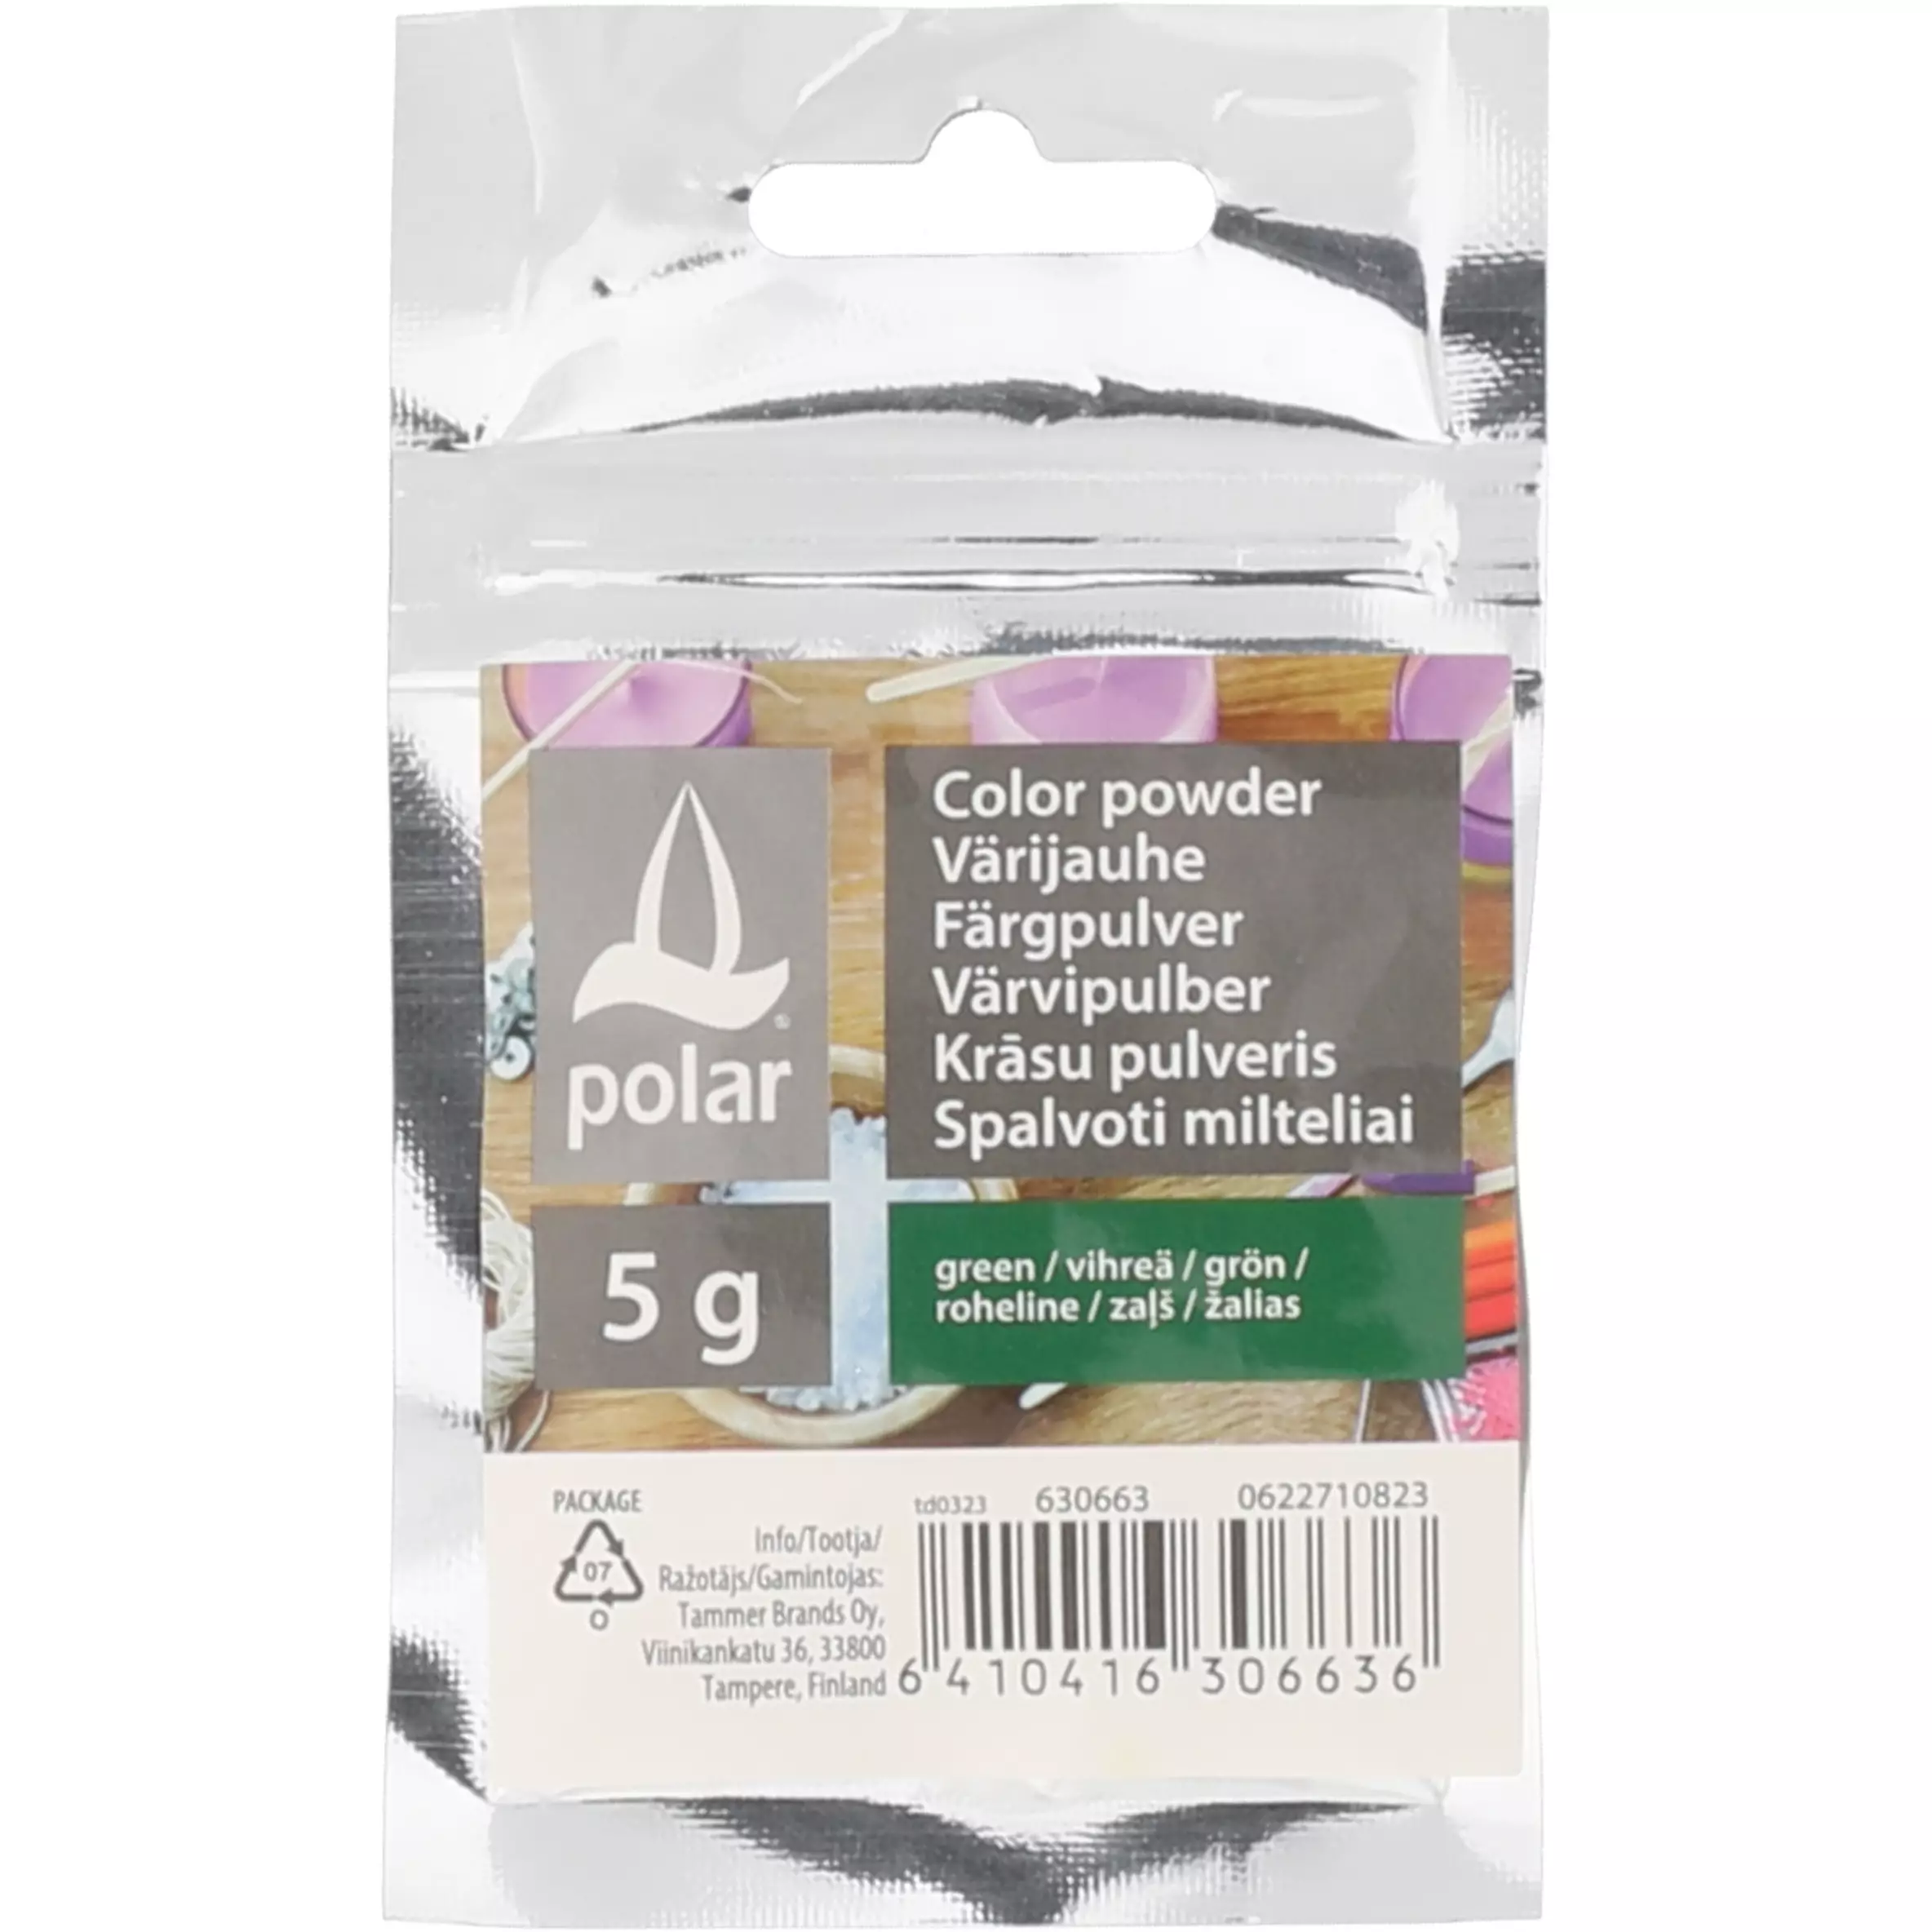 polar
Color powder
Värijauhe
Färgpulver
Värvipulber
Krāsu pulveris
Spalvoti milteliai
5 g
green / vihreä / grön /
roheline / zaļš / žalias
PACKAGE
07
O
Info/Tootja/
Ražotājs/Gamintojas:
Tammer Brands Oy,
Viinikankatu 36, 33800
Tampere, Finland
td0323 630663 0622710823
6 410416 306636